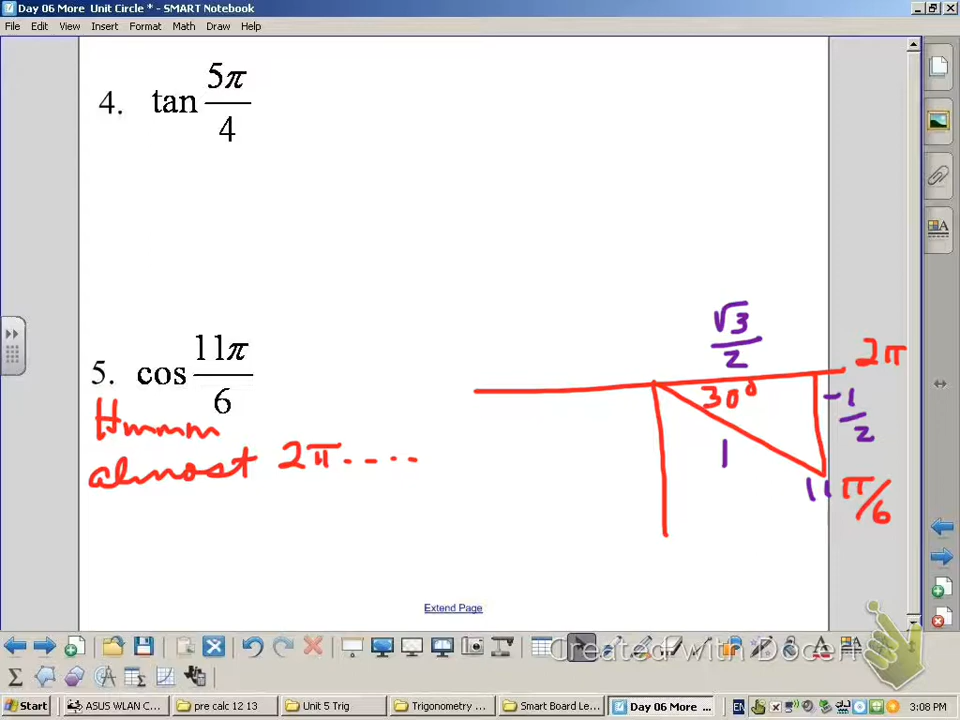 Day 06 More Unit Circle * - SMART Notebook
File Edit View Insert Format Math Draw Help
4. tan 5π/4
5. cos 11π/6
Hmmm
almost 2π.....
√3/2
2π
30°
-1/2
1
11π/6
Extend Page
Created with Doceri
Start ASUS WLAN C... pre calc 12 13 Unit 5 Trig Trigonometry ... Smart Board Le... Day 06 More ... EN 3:08 PM